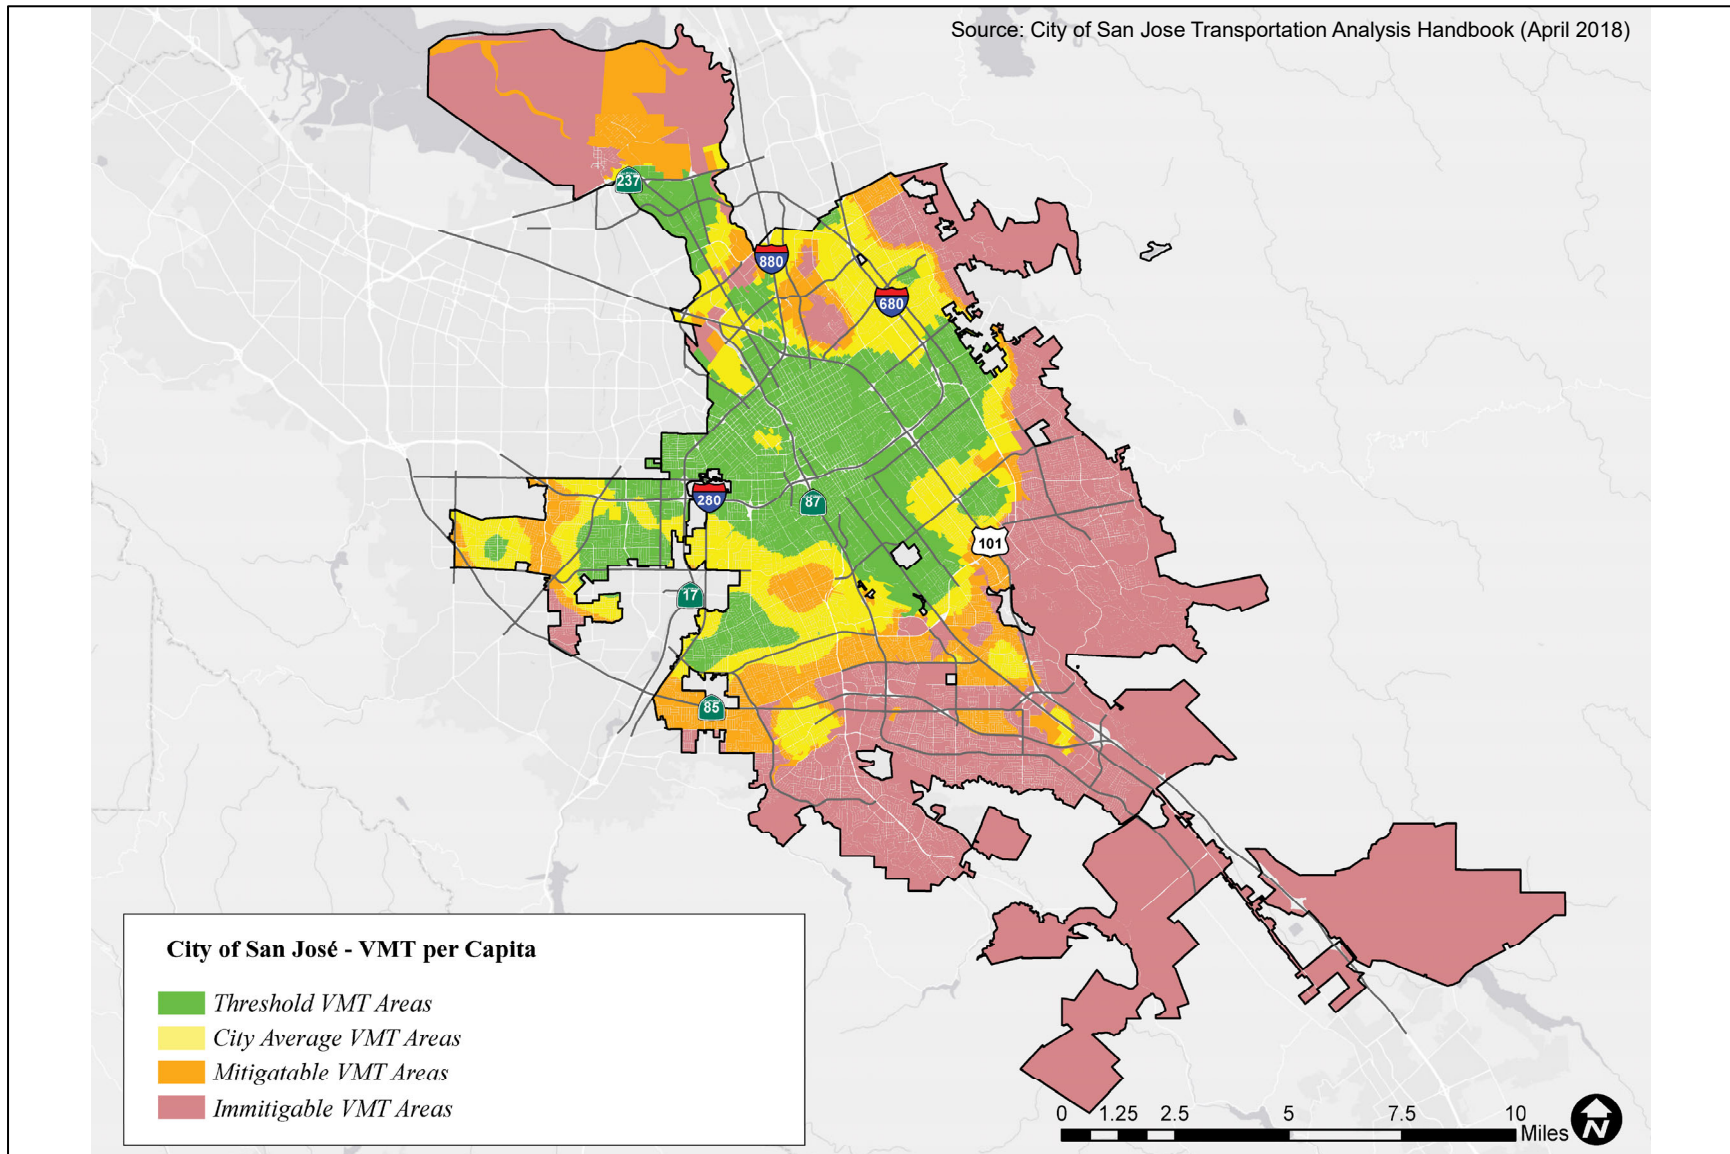 Source: City of San Jose Transportation Analysis Handbook (April 2018)
237
880
680
280
87
101
17
85
City of San José - VMT per Capita
Threshold VMT Areas
City Average VMT Areas
Mitigatable VMT Areas
Immitigable VMT Areas
0 1.25 2.5 5 7.5 10
Miles
N